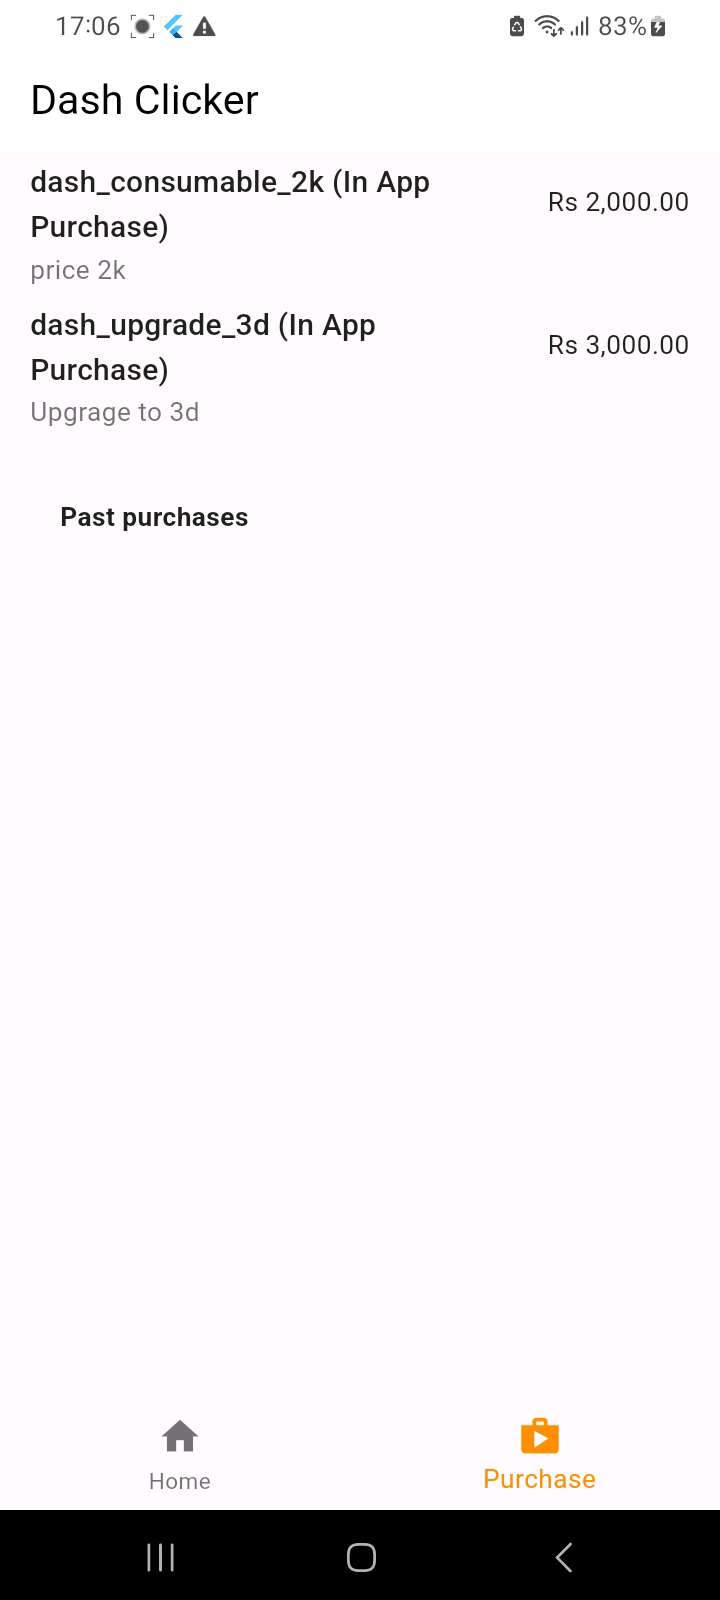 17:06
83%
Dash Clicker
dash_consumable_2k (In App
Purchase)
Rs 2,000.00
price 2k
dash_upgrade_3d (In App
Purchase)
Rs 3,000.00
Upgrage to 3d
Past purchases
Home
Purchase